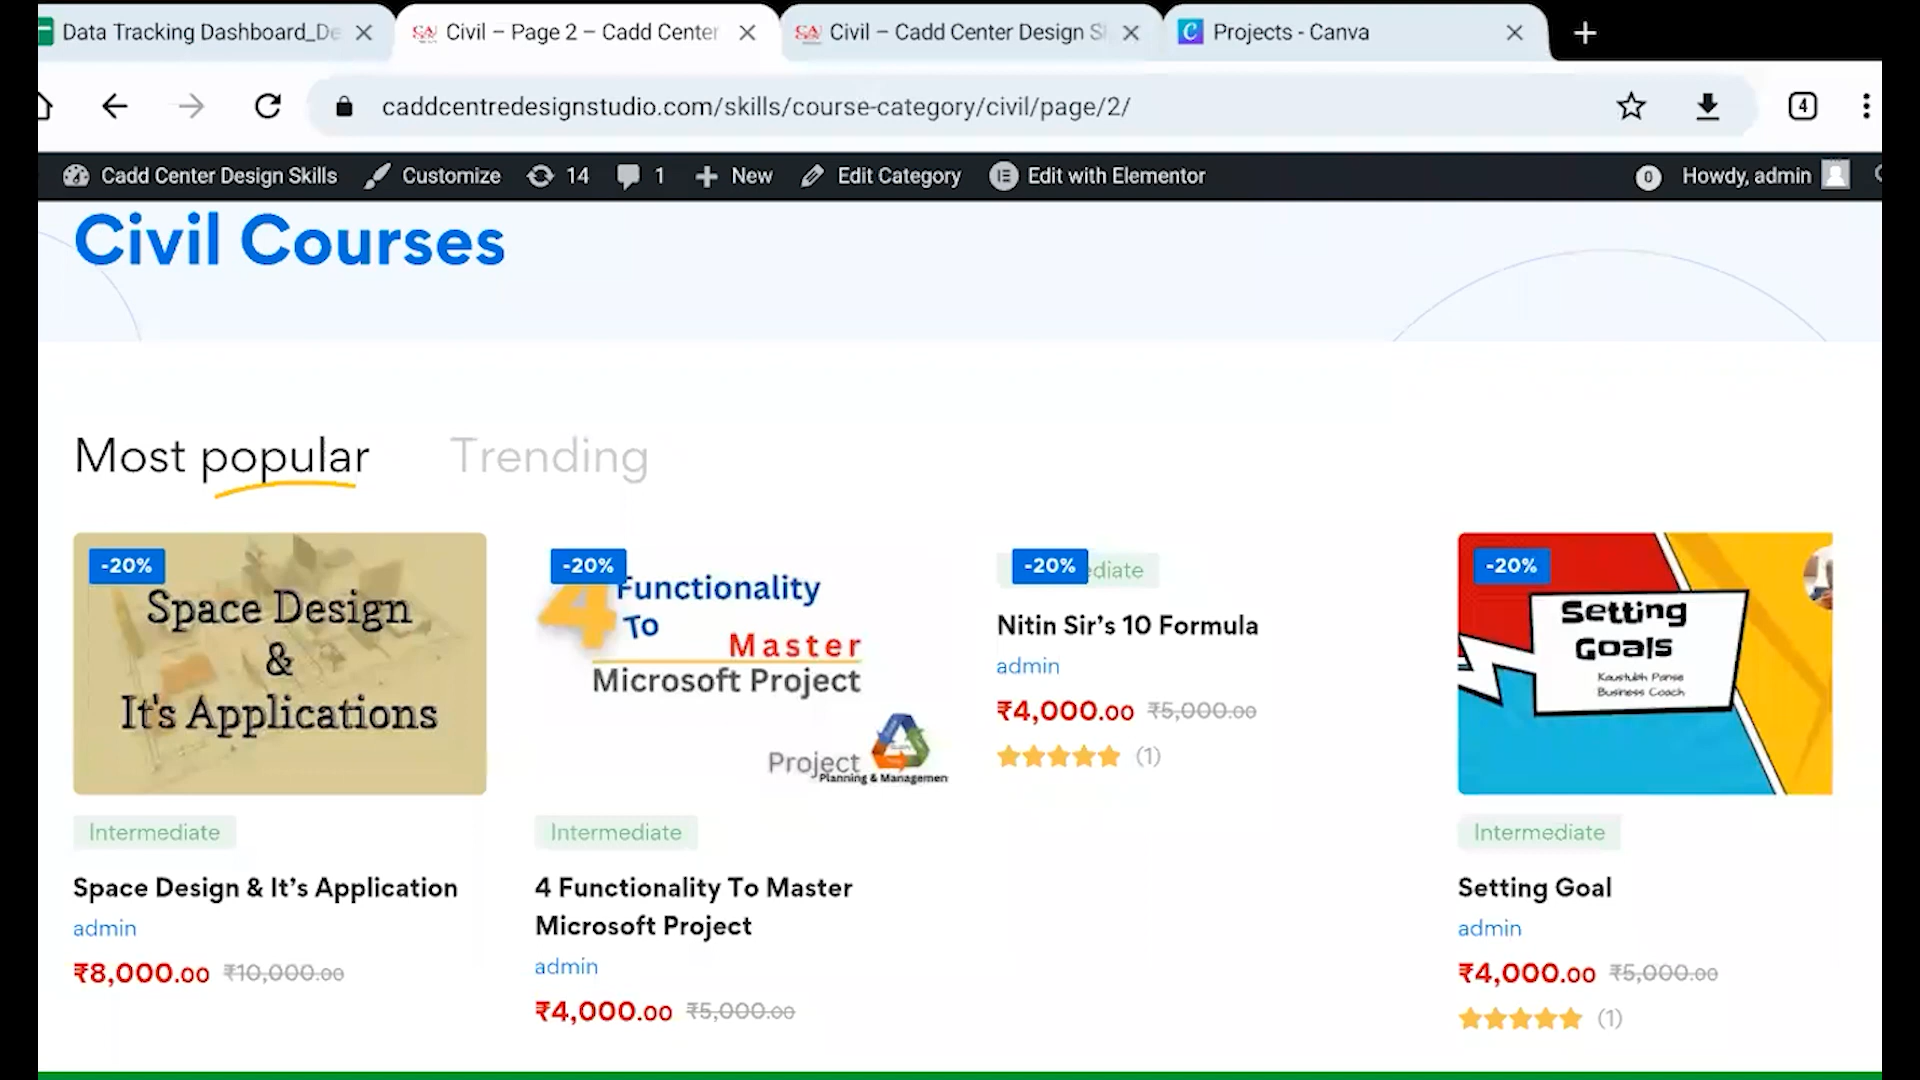 Data Tracking Dashboard_De
Civil – Page 2 – Cadd Center
Civil – Cadd Center Design S
Projects - Canva
caddcentredesignstudio.com/skills/course-category/civil/page/2/
4
Cadd Center Design Skills
Customize
14
1
New
Edit Category
Edit with Elementor
0
Howdy, admin
Civil Courses
Most popular
Trending
-20%
Space Design
&
It's Applications
Intermediate
Space Design & It’s Application
admin
₹8,000.00 ₹10,000.00
-20%
4 Functionality
To
Master
Microsoft Project
Project
Planning & Managemen
Intermediate
4 Functionality To Master
Microsoft Project
admin
₹4,000.00 ₹5,000.00
-20%
ediate
Nitin Sir’s 10 Formula
admin
₹4,000.00 ₹5,000.00
(1)
-20%
Setting
Goals
Kaustubh Panse
Business Coach
Intermediate
Setting Goal
admin
₹4,000.00 ₹5,000.00
(1)